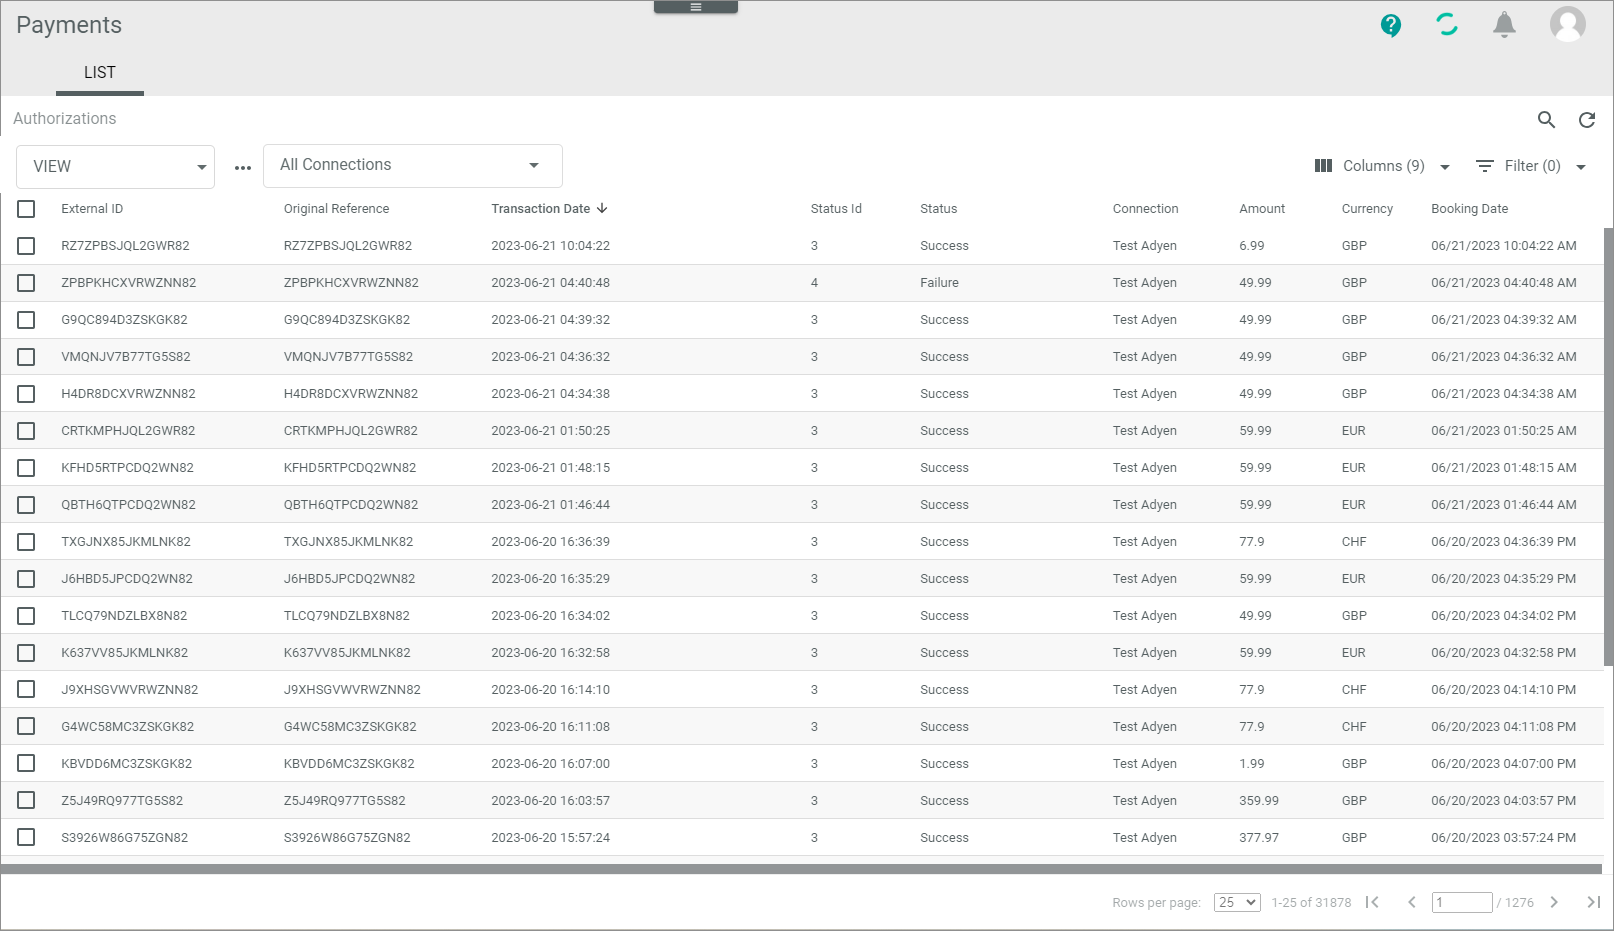 Payments
LIST
Authorizations
VIEW All Connections Columns (9) Filter (0)
External ID Original Reference Transaction Date Status Id Status Connection Amount Currency Booking Date
RZ7ZPBSJQL2GWR82 RZ7ZPBSJQL2GWR82 2023-06-21 10:04:22 3 Success Test Adyen 6.99 GBP 06/21/2023 10:04:22 AM
ZPBPKHCXVRWZNN82 ZPBPKHCXVRWZNN82 2023-06-21 04:40:48 4 Failure Test Adyen 49.99 GBP 06/21/2023 04:40:48 AM
G9QC894D3ZSKGK82 G9QC894D3ZSKGK82 2023-06-21 04:39:32 3 Success Test Adyen 49.99 GBP 06/21/2023 04:39:32 AM
VMQNJV7B77TG5S82 VMQNJV7B77TG5S82 2023-06-21 04:36:32 3 Success Test Adyen 49.99 GBP 06/21/2023 04:36:32 AM
H4DR8DCXVRWZNN82 H4DR8DCXVRWZNN82 2023-06-21 04:34:38 3 Success Test Adyen 49.99 GBP 06/21/2023 04:34:38 AM
CRTKMPHJQL2GWR82 CRTKMPHJQL2GWR82 2023-06-21 01:50:25 3 Success Test Adyen 59.99 EUR 06/21/2023 01:50:25 AM
KFHD5RTPCDQ2WN82 KFHD5RTPCDQ2WN82 2023-06-21 01:48:15 3 Success Test Adyen 59.99 EUR 06/21/2023 01:48:15 AM
QBTH6QTPCDQ2WN82 QBTH6QTPCDQ2WN82 2023-06-21 01:46:44 3 Success Test Adyen 59.99 EUR 06/21/2023 01:46:44 AM
TXGJNX85JKMLNK82 TXGJNX85JKMLNK82 2023-06-20 16:36:39 3 Success Test Adyen 77.9 CHF 06/20/2023 04:36:39 PM
J6HBD5JPCDQ2WN82 J6HBD5JPCDQ2WN82 2023-06-20 16:35:29 3 Success Test Adyen 59.99 EUR 06/20/2023 04:35:29 PM
TLCQ79NDZLBX8N82 TLCQ79NDZLBX8N82 2023-06-20 16:34:02 3 Success Test Adyen 49.99 GBP 06/20/2023 04:34:02 PM
K637VV85JKMLNK82 K637VV85JKMLNK82 2023-06-20 16:32:58 3 Success Test Adyen 59.99 EUR 06/20/2023 04:32:58 PM
J9XHSGVWVRWZNN82 J9XHSGVWVRWZNN82 2023-06-20 16:14:10 3 Success Test Adyen 77.9 CHF 06/20/2023 04:14:10 PM
G4WC58MC3ZSKGK82 G4WC58MC3ZSKGK82 2023-06-20 16:11:08 3 Success Test Adyen 77.9 CHF 06/20/2023 04:11:08 PM
KBVDD6MC3ZSKGK82 KBVDD6MC3ZSKGK82 2023-06-20 16:07:00 3 Success Test Adyen 1.99 GBP 06/20/2023 04:07:00 PM
Z5J49RQ977TG5S82 Z5J49RQ977TG5S82 2023-06-20 16:03:57 3 Success Test Adyen 359.99 GBP 06/20/2023 04:03:57 PM
S3926W86G75ZGN82 S3926W86G75ZGN82 2023-06-20 15:57:24 3 Success Test Adyen 377.97 GBP 06/20/2023 03:57:24 PM
Rows per page: 25 1-25 of 31878 1 / 1276